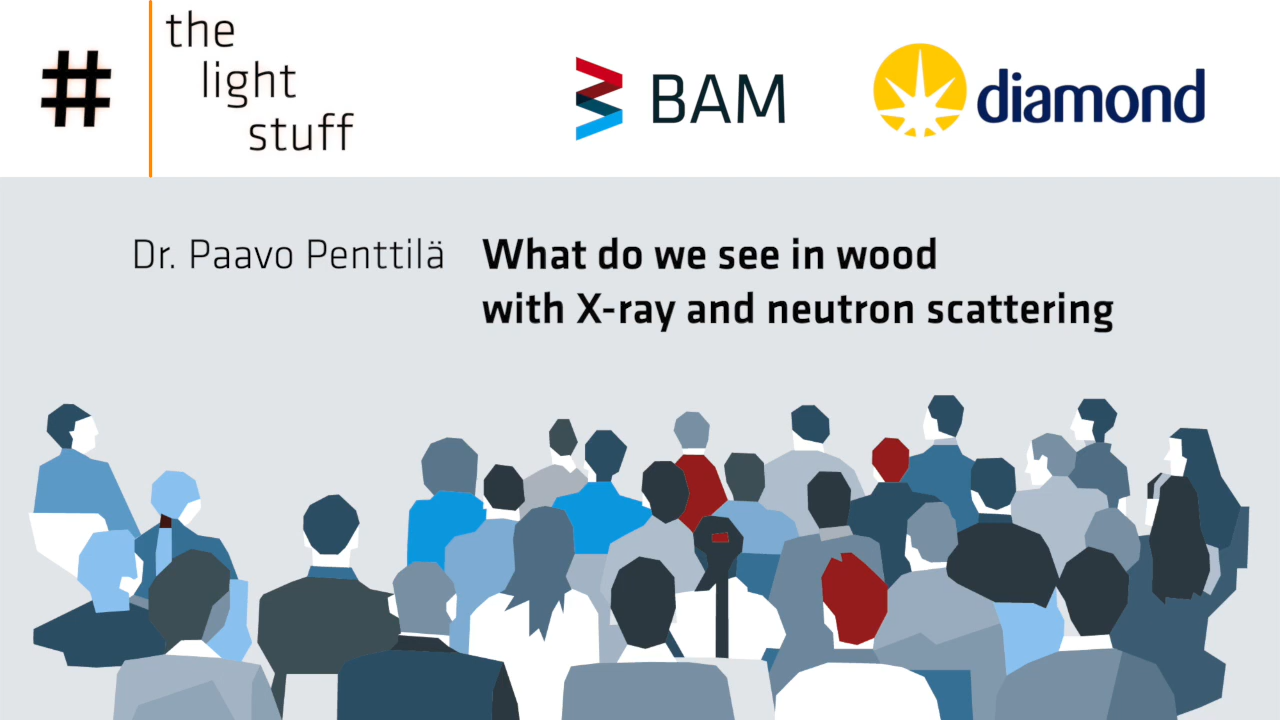 #
the
light
stuff
BAM
diamond
Dr. Paavo Penttilä
What do we see in wood
with X-ray and neutron scattering